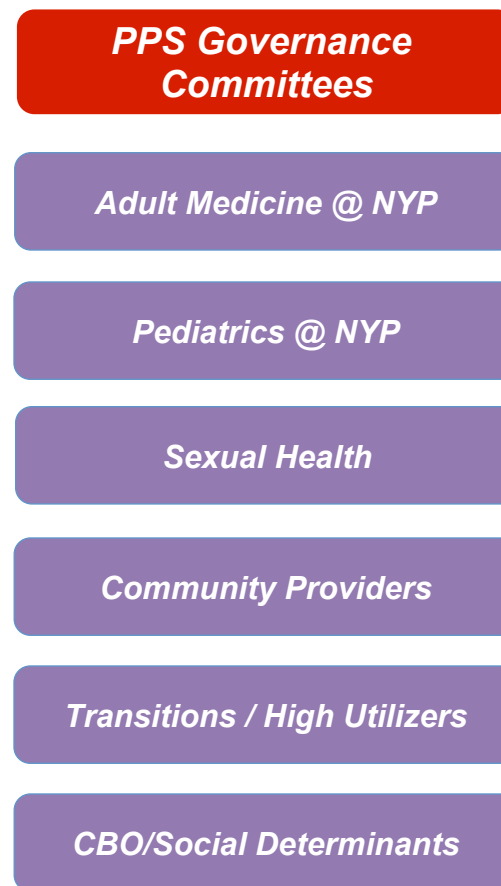 PPS Governance
Committees
Adult Medicine @ NYP
Pediatrics @ NYP
Sexual Health
Community Providers
Transitions / High Utilizers
CBO/Social Determinants